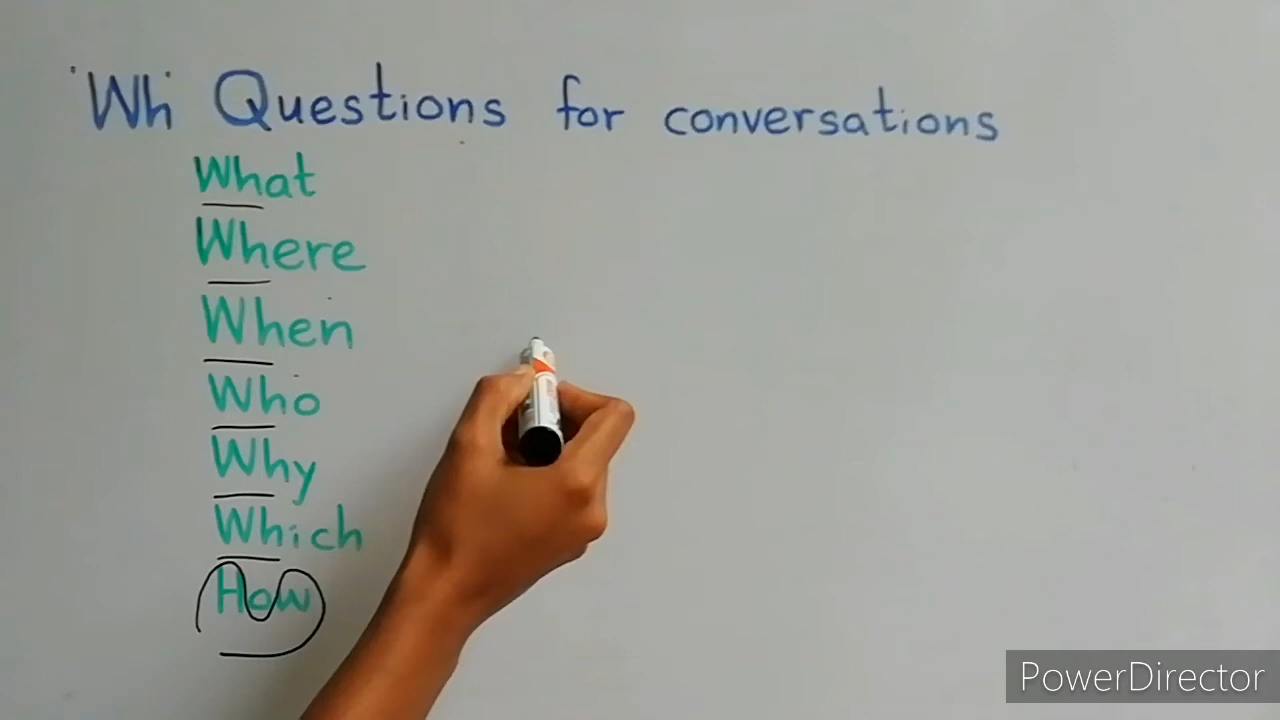 'Wh' Questions for conversations
What
Where
When
Who
Why
Which
How
PowerDirector